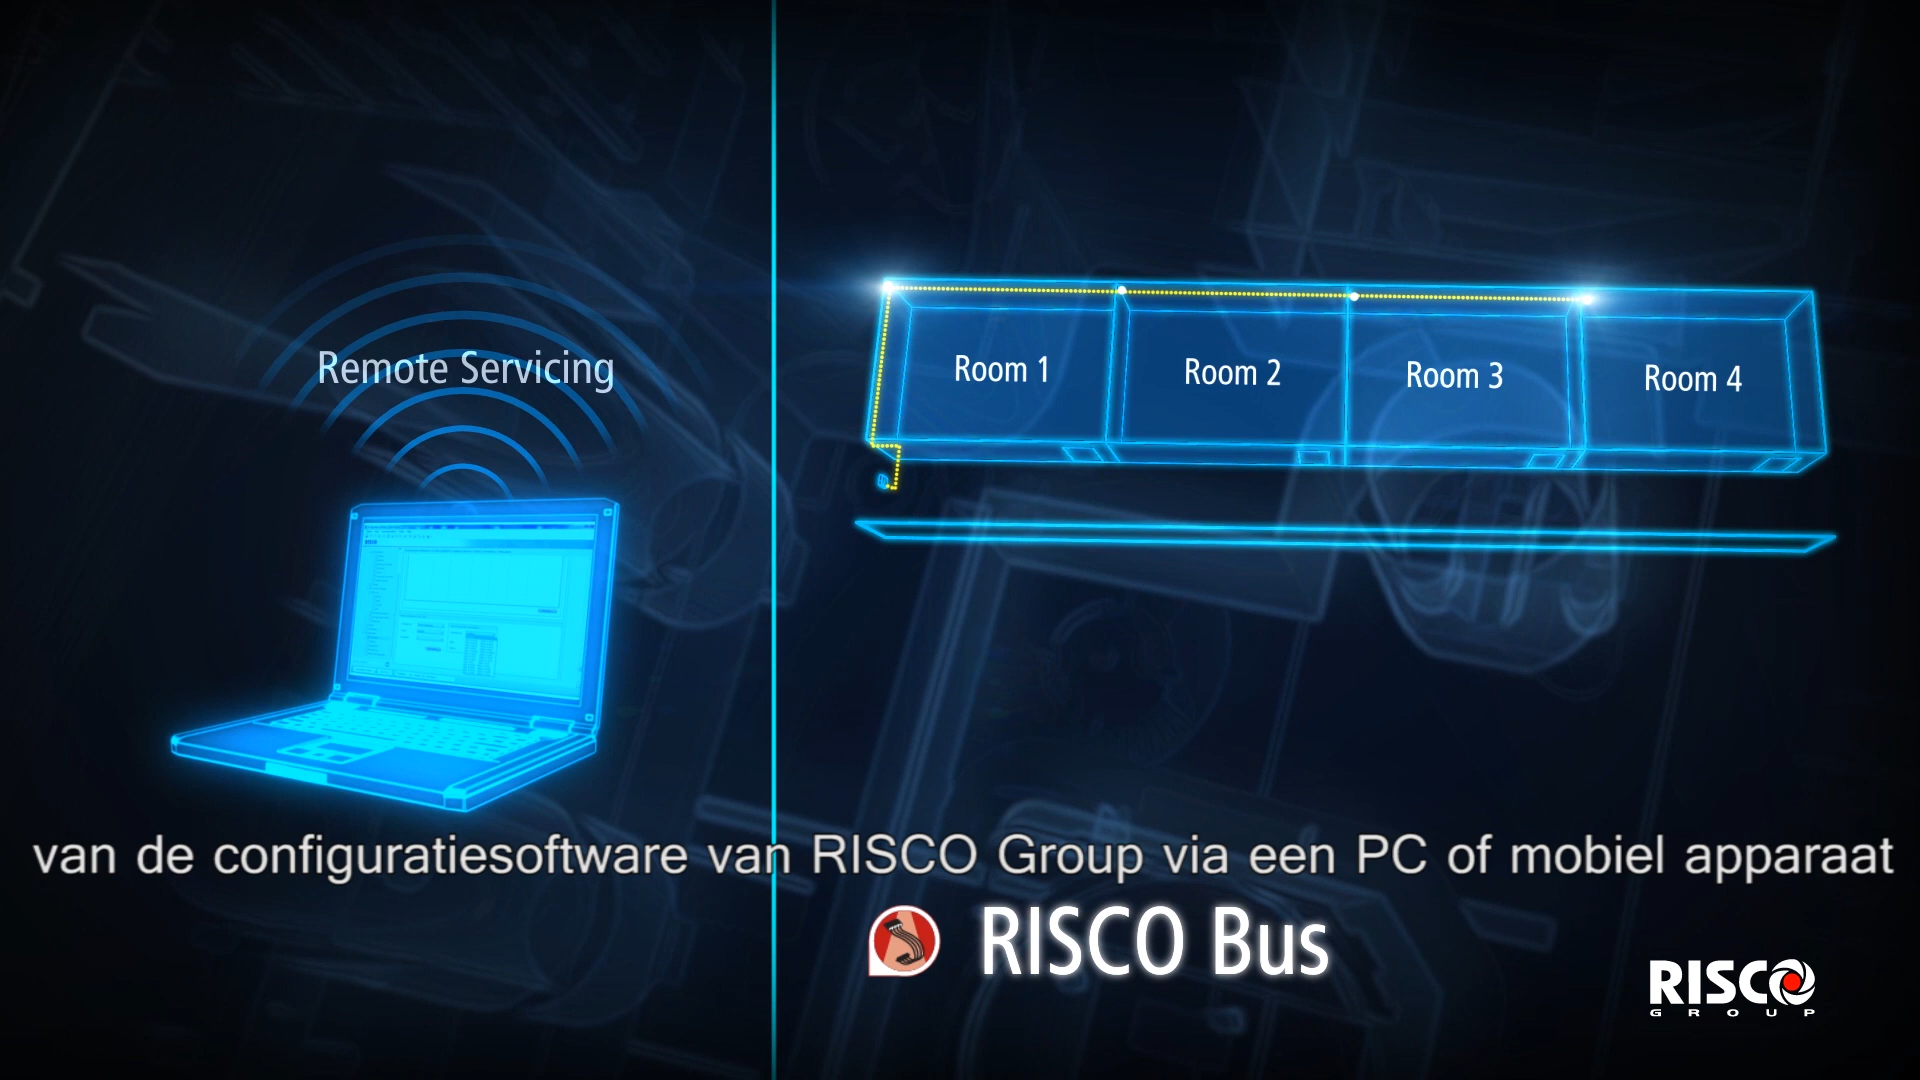 Remote Servicing
Room 1
Room 2
Room 3
Room 4
van de configuratiesoftware van RISCO Group via een PC of mobiel apparaat
RISCO Bus
RISCO
GROUP